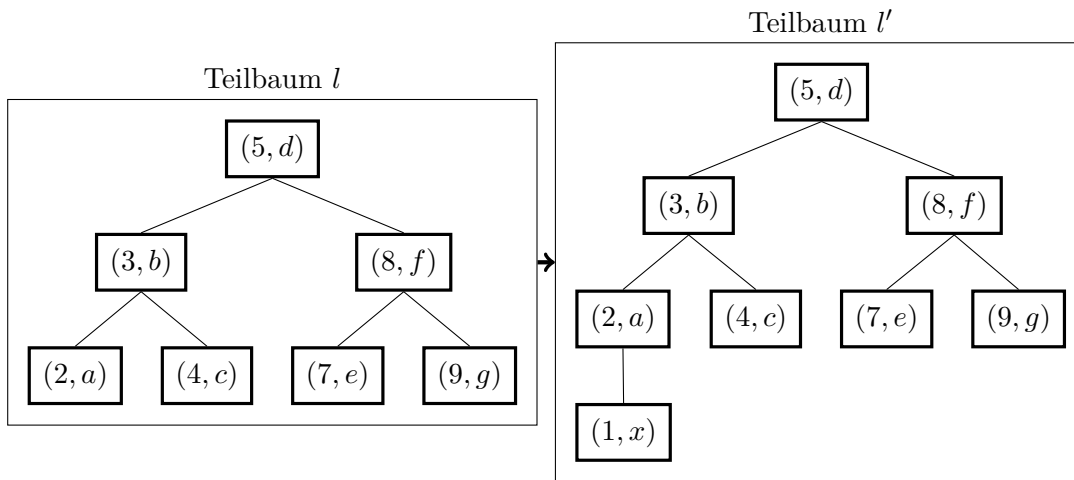 Teilbaum l
(5, d)
(3, b) (8, f)
(2, a) (4, c) (7, e) (9, g)
Teilbaum l′
(5, d)
(3, b) (8, f)
(2, a) (4, c) (7, e) (9, g)
(1, x)